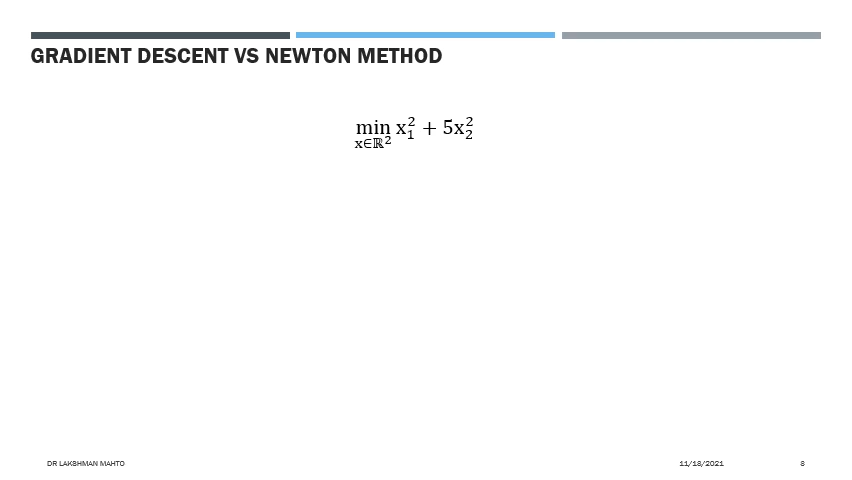 GRADIENT DESCENT VS NEWTON METHOD
min x₁² + 5x₂²
x∈ℝ²
DR LAKSHMAN MAHTO 11/18/2021 8